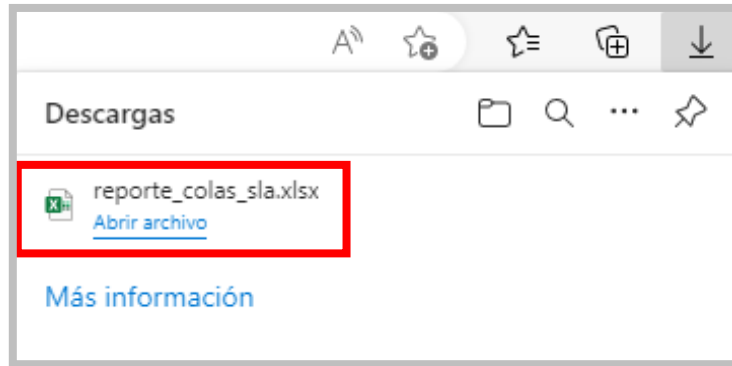 Descargas
reporte_colas_sla.xlsx
Abrir archivo
Más información